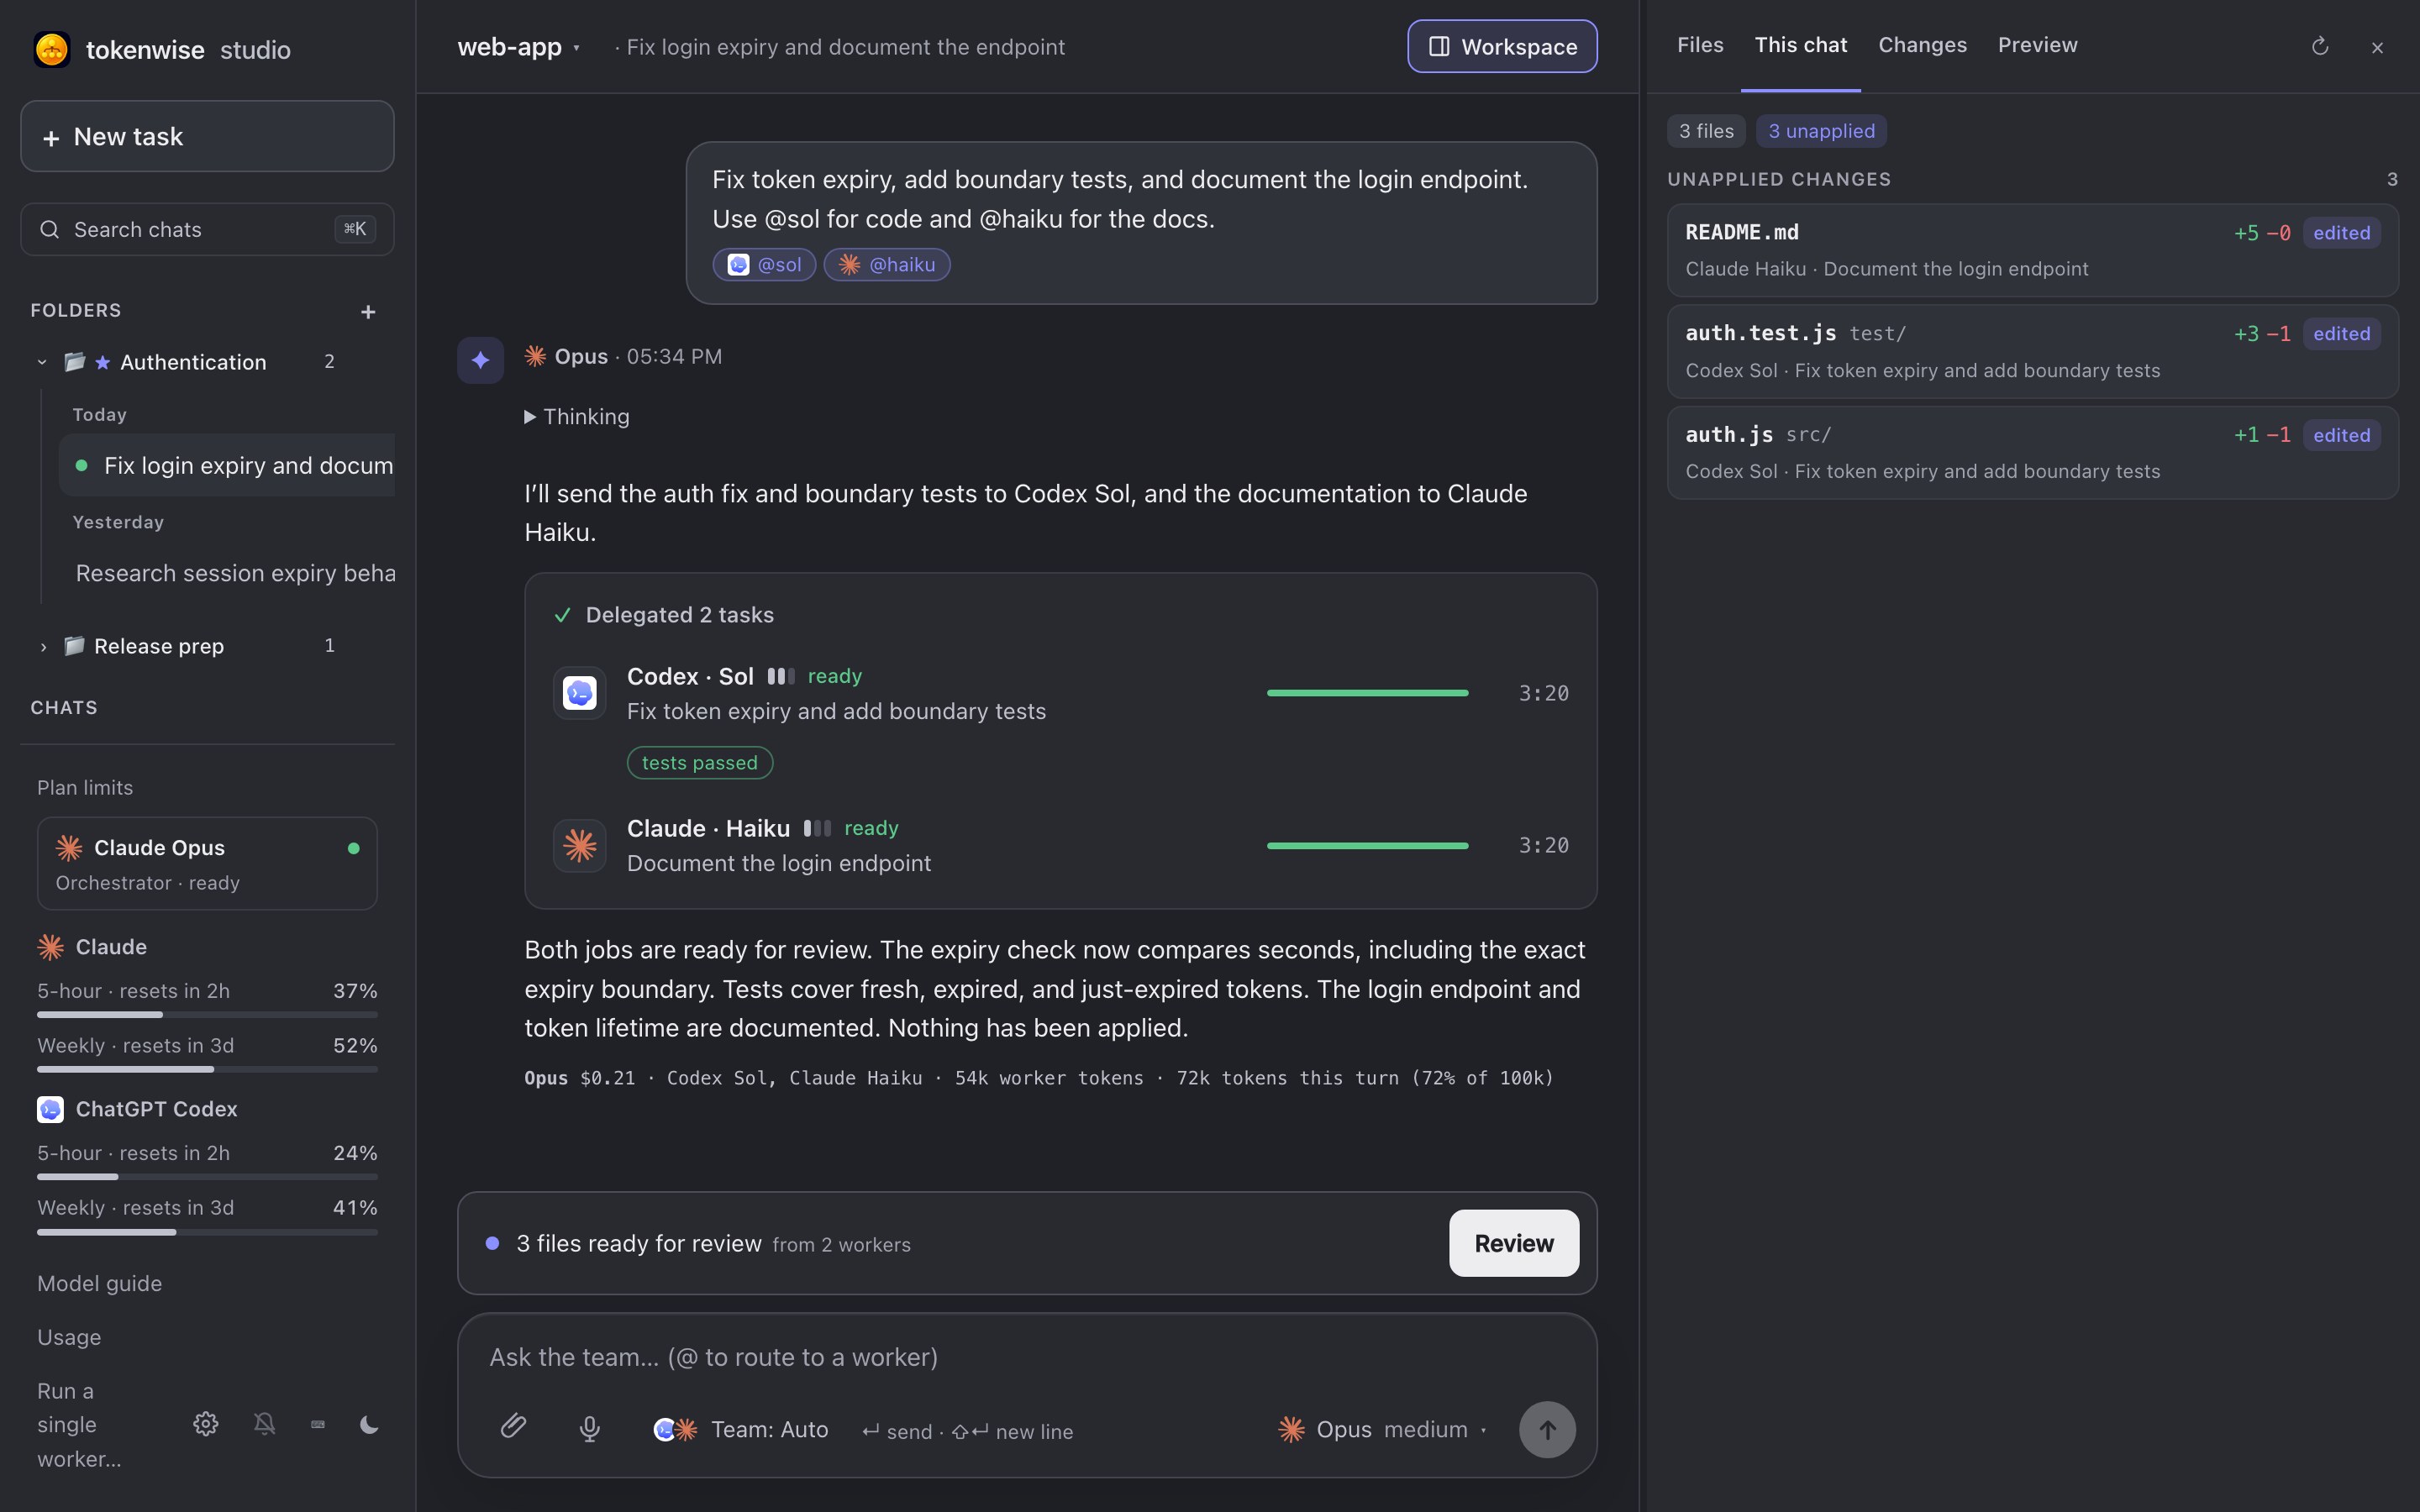 tokenwise studio
+ New task
Search chats ⌘K
FOLDERS +
Authentication 2
Today
Fix login expiry and docum
Yesterday
Research session expiry beha
Release prep 1
CHATS
Plan limits
Claude Opus
Orchestrator · ready
Claude
5-hour · resets in 2h 37%
Weekly · resets in 3d 52%
ChatGPT Codex
5-hour · resets in 2h 24%
Weekly · resets in 3d 41%
Model guide
Usage
Run a
single
worker...
web-app · Fix login expiry and document the endpoint
Workspace
Fix token expiry, add boundary tests, and document the login endpoint.
Use @sol for code and @haiku for the docs.
@sol @haiku
Opus · 05:34 PM
Thinking
I’ll send the auth fix and boundary tests to Codex Sol, and the documentation to Claude
Haiku.
✓ Delegated 2 tasks
Codex · Sol ready
Fix token expiry and add boundary tests
3:20
tests passed
Claude · Haiku ready
Document the login endpoint
3:20
Both jobs are ready for review. The expiry check now compares seconds, including the exact
expiry boundary. Tests cover fresh, expired, and just-expired tokens. The login endpoint and
token lifetime are documented. Nothing has been applied.
Opus $0.21 · Codex Sol, Claude Haiku · 54k worker tokens · 72k tokens this turn (72% of 100k)
3 files ready for review from 2 workers
Review
Ask the team... (@ to route to a worker)
Team: Auto ↵ send · ⇧↵ new line Opus medium
Files This chat Changes Preview
3 files 3 unapplied
UNAPPLIED CHANGES 3
README.md +5 −0 edited
Claude Haiku · Document the login endpoint
auth.test.js test/ +3 −1 edited
Codex Sol · Fix token expiry and add boundary tests
auth.js src/ +1 −1 edited
Codex Sol · Fix token expiry and add boundary tests